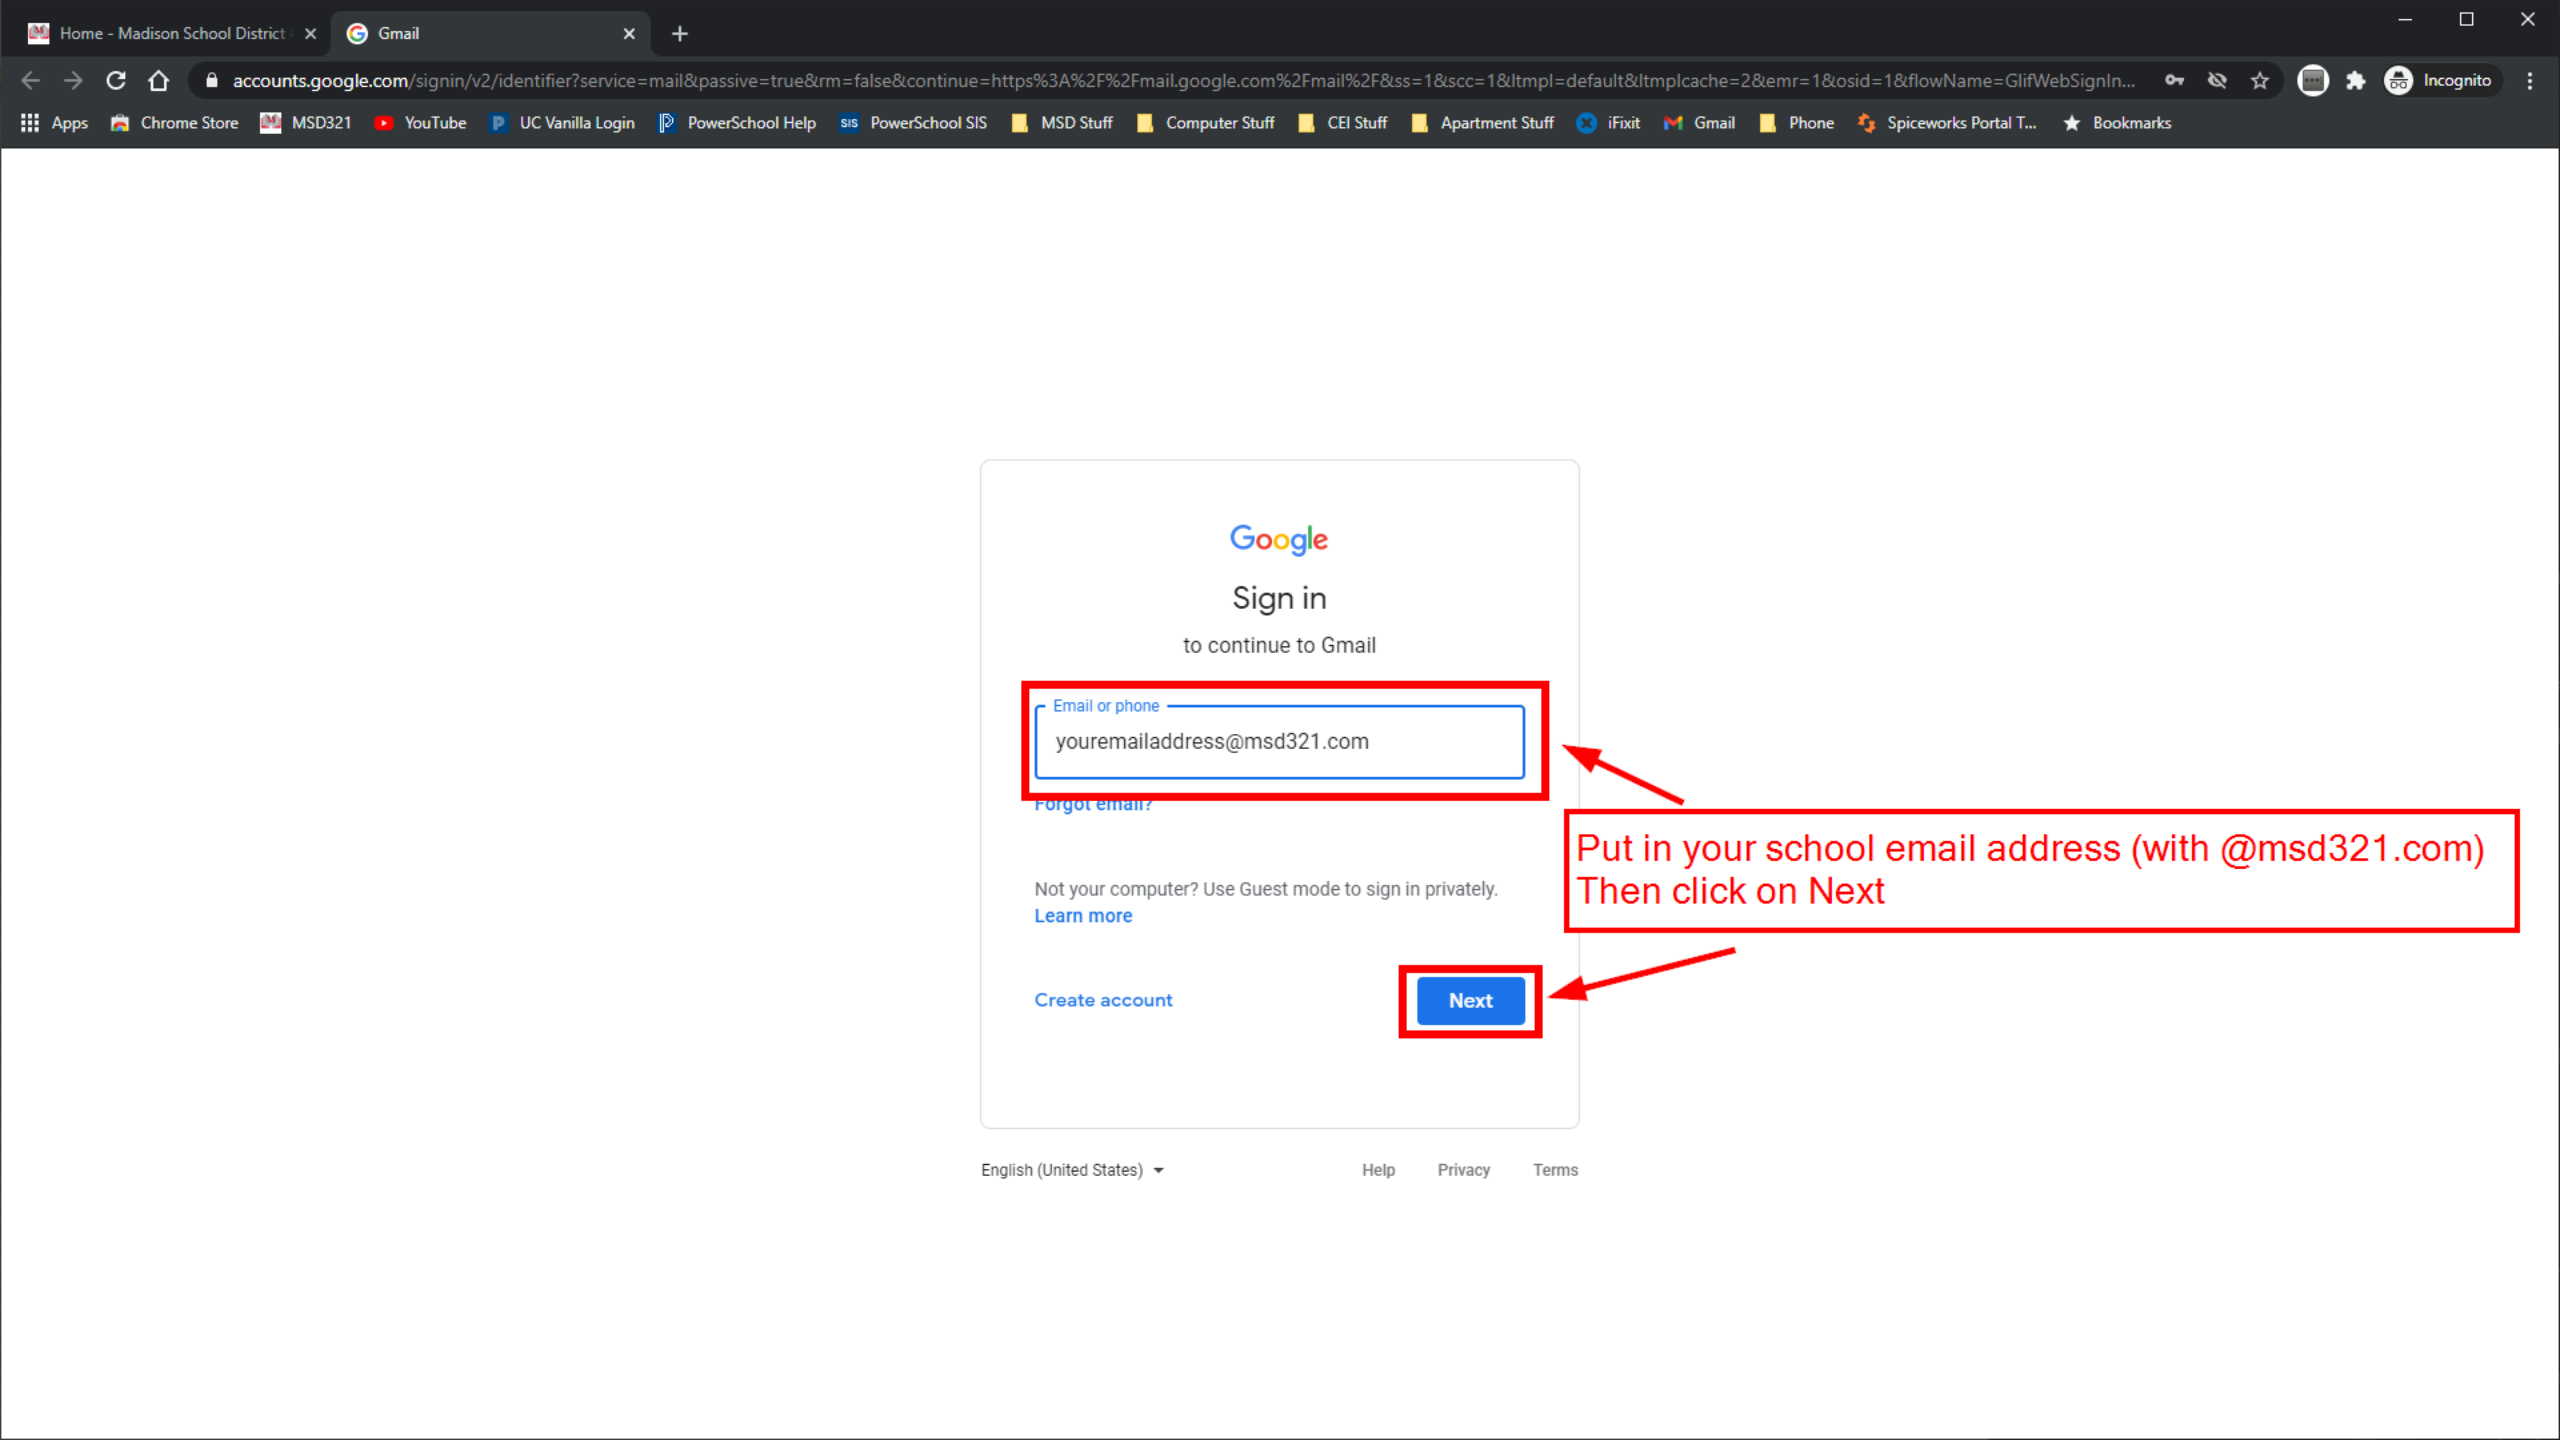 Home - Madison School District
Gmail
accounts.google.com/signin/v2/identifier?service=mail&passive=true&rm=false&continue=https%3A%2F%2Fmail.google.com%2Fmail%2F&ss=1&scc=1&ltmpl=default&ltmplcache=2&emr=1&osid=1&flowName=GlifWebSignIn...
Incognito
Apps Chrome Store MSD321 YouTube UC Vanilla Login PowerSchool Help SIS PowerSchool SIS MSD Stuff Computer Stuff CEI Stuff Apartment Stuff iFixit Gmail Phone Spiceworks Portal T... Bookmarks
Google
Sign in
to continue to Gmail
Email or phone
youremailaddress@msd321.com
Forgot email?
Put in your school email address (with @msd321.com)
Then click on Next
Not your computer? Use Guest mode to sign in privately.
Learn more
Create account
Next
English (United States)
Help Privacy Terms